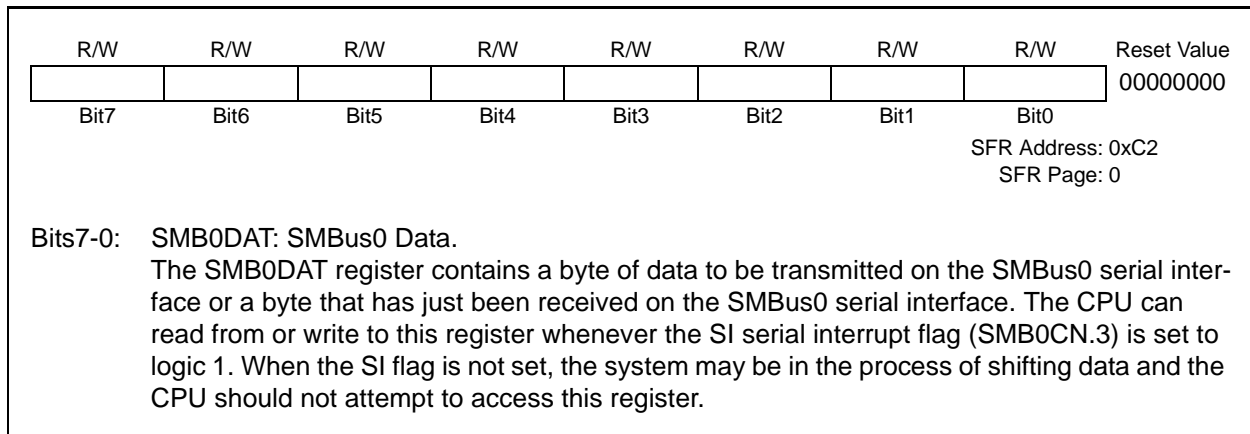 R/W R/W R/W R/W R/W R/W R/W R/W Reset Value
00000000
Bit7 Bit6 Bit5 Bit4 Bit3 Bit2 Bit1 Bit0
SFR Address: 0xC2
SFR Page: 0
Bits7-0: SMB0DAT: SMBus0 Data.
The SMB0DAT register contains a byte of data to be transmitted on the SMBus0 serial inter-
face or a byte that has just been received on the SMBus0 serial interface. The CPU can
read from or write to this register whenever the SI serial interrupt flag (SMB0CN.3) is set to
logic 1. When the SI flag is not set, the system may be in the process of shifting data and the
CPU should not attempt to access this register.